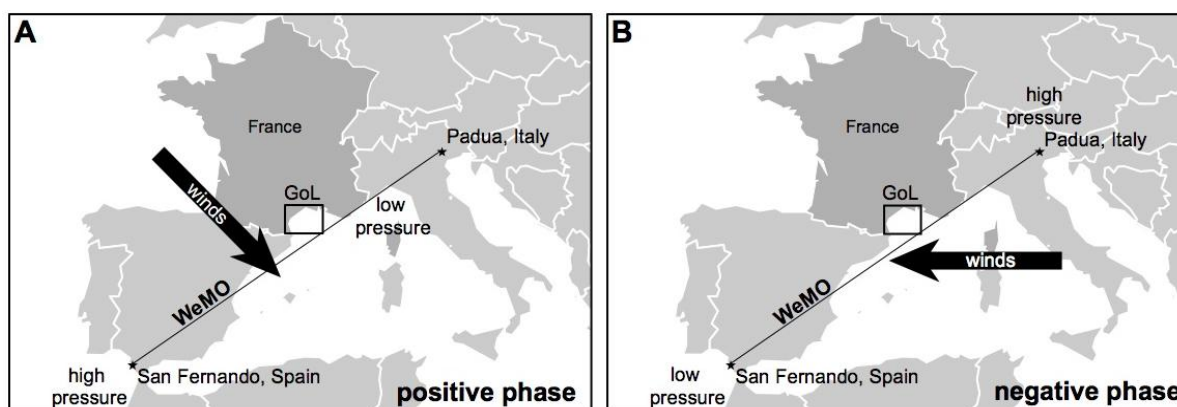 A
France
Padua, Italy
winds
GoL
low
pressure
WeMO
high
pressure
San Fernando, Spain
positive phase
B
high
pressure
France
Padua, Italy
GoL
winds
WeMO
low
pressure
San Fernando, Spain
negative phase